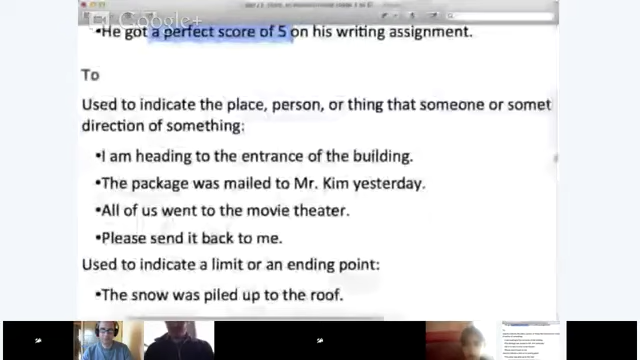 Google+
•He got a perfect score of 5 on his writing assignment.
To
Used to indicate the place, person, or thing that someone or somet
direction of something:
•I am heading to the entrance of the building.
•The package was mailed to Mr. Kim yesterday.
•All of us went to the movie theater.
•Please send it back to me.
Used to indicate a limit or an ending point:
•The snow was piled up to the roof.